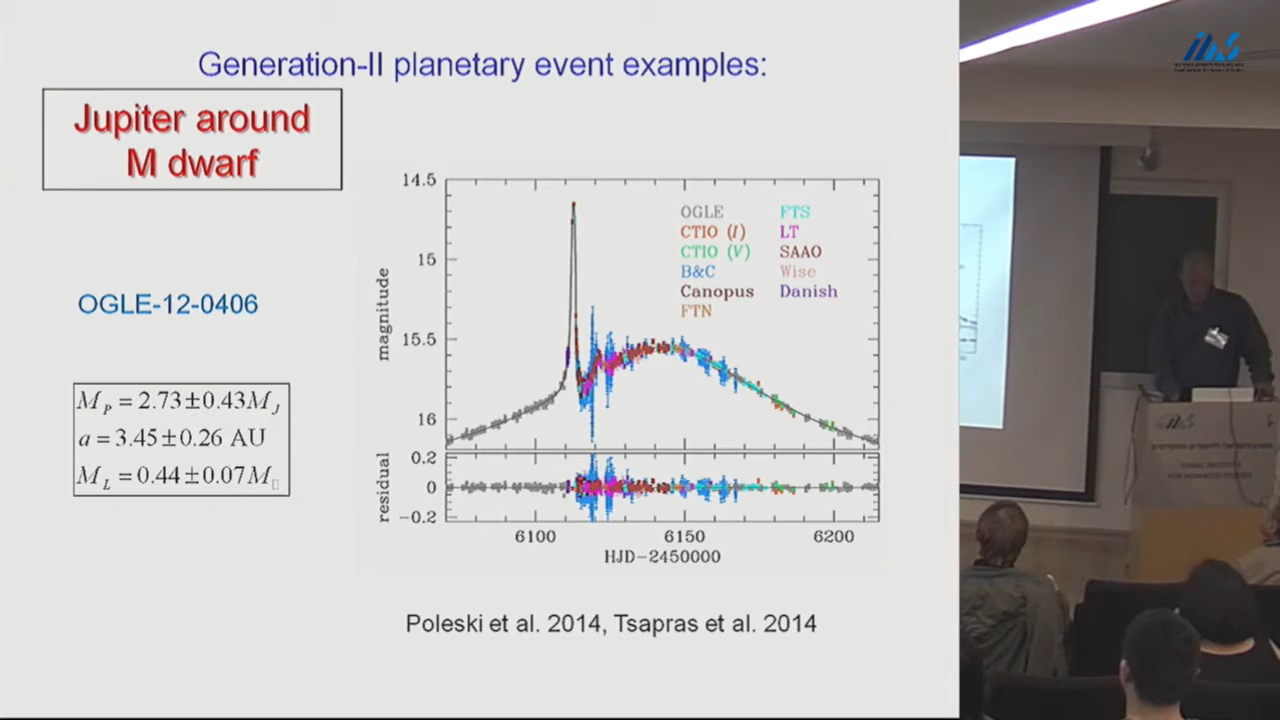 Generation-II planetary event examples:
Jupiter around
M dwarf
OGLE-12-0406
M_P = 2.73±0.43M_J
a = 3.45±0.26 AU
M_L = 0.44±0.07M
14.5
15
15.5
16
magnitude
OGLE
CTIO (I)
CTIO (V)
B&C
Canopus
FTN
FTS
LT
SAAO
Wise
Danish
0.2
0
−0.2
residual
6100
6150
6200
HJD−2450000
Poleski et al. 2014, Tsapras et al. 2014